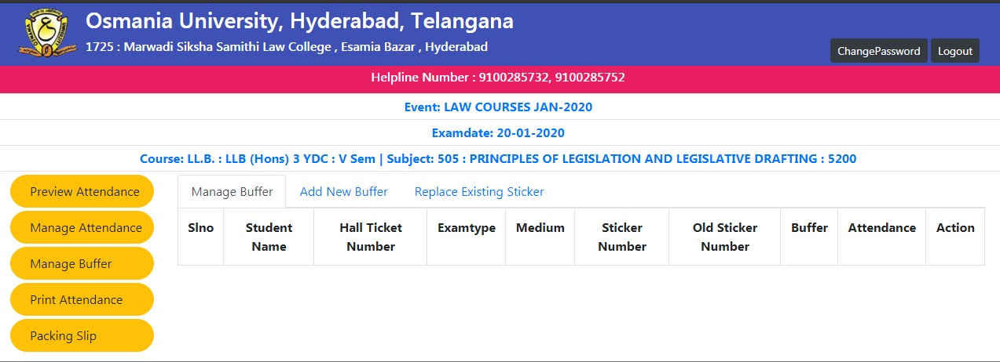 Osmania University, Hyderabad, Telangana
1725 : Marwadi Siksha Samithi Law College , Esamia Bazar , Hyderabad
ChangePassword Logout
Helpline Number : 9100285732, 9100285752
Event: LAW COURSES JAN-2020
Examdate: 20-01-2020
Course: LL.B. : LLB (Hons) 3 YDC : V Sem | Subject: 505 : PRINCIPLES OF LEGISLATION AND LEGISLATIVE DRAFTING : 5200
Preview Attendance
Manage Attendance
Manage Buffer
Print Attendance
Packing Slip
Manage Buffer Add New Buffer Replace Existing Sticker
Slno Student Name Hall Ticket Number Examtype Medium Sticker Number Old Sticker Number Buffer Attendance Action